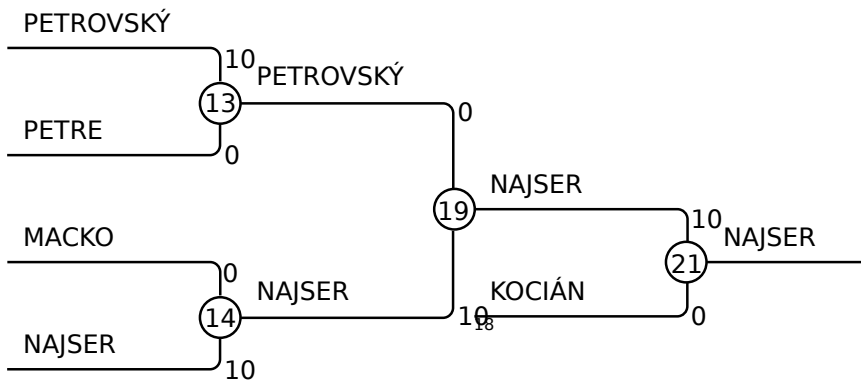 PETROVSKÝ
10
13
PETROVSKÝ
PETRE
0
0
19
NAJSER
MACKO
0
10
21
NAJSER
14
NAJSER
10
18
KOCIÁN
0
NAJSER
10